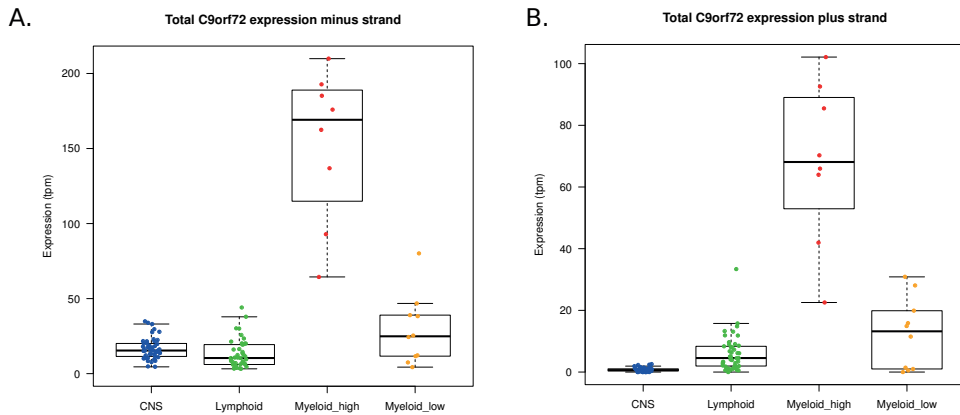 A.
Total C9orf72 expression minus strand
Expression (tpm)
200
150
100
50
0
CNS Lymphoid Myeloid_high Myeloid_low
B.
Total C9orf72 expression plus strand
Expression (tpm)
100
80
60
40
20
0
CNS Lymphoid Myeloid_high Myeloid_low